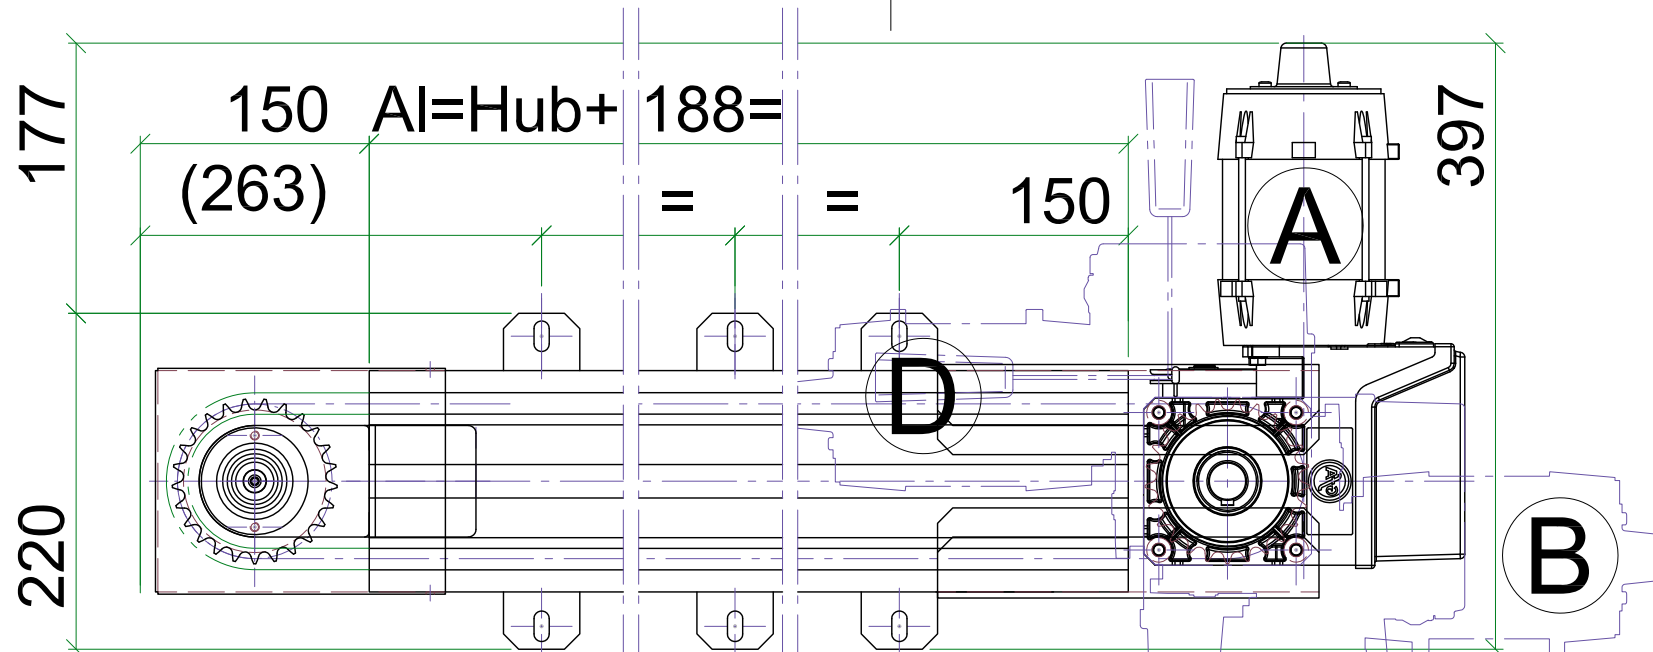 177
150 Al=Hub+ 188=
397
(263) = = 150
A
D
220
B